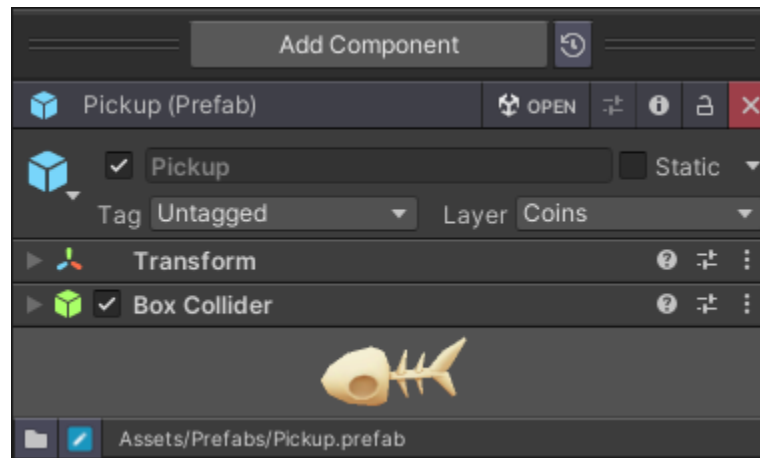 Add Component
Pickup (Prefab) OPEN
Pickup Static
Tag Untagged Layer Coins
Transform
Box Collider
Assets/Prefabs/Pickup.prefab